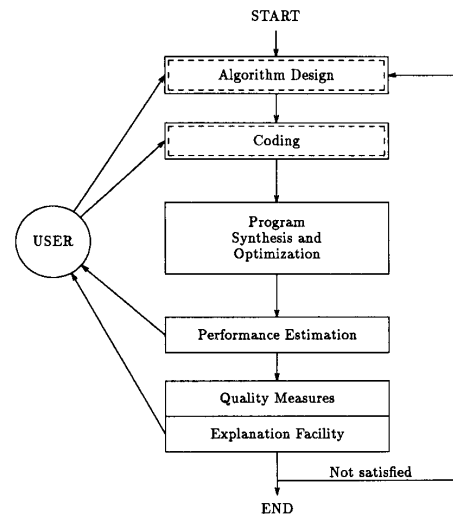 START
Algorithm Design
Coding
USER
Program
Synthesis and
Optimization
Performance Estimation
Quality Measures
Explanation Facility
Not satisfied
END